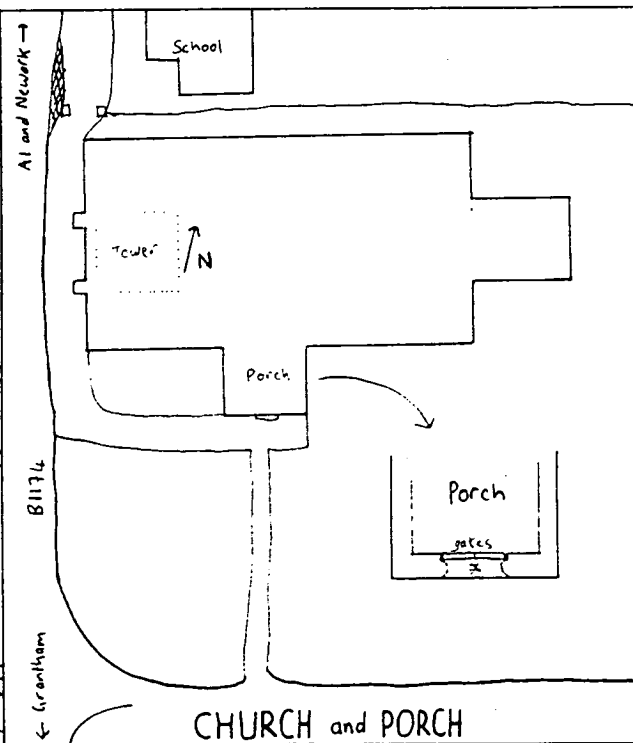 School
A1 and Newark →
Tower
N
Porch
B1174
Porch
gates
x
← Grantham
CHURCH and PORCH